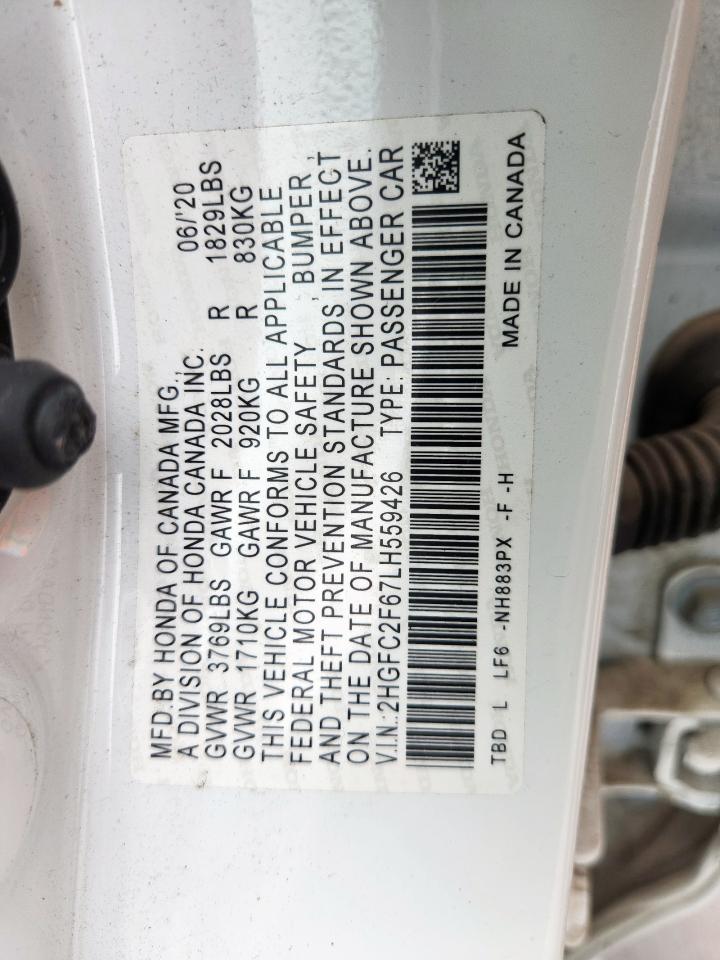 MFD.BY HONDA OF CANADA MFG., 06/'20
A DIVISION OF HONDA CANADA INC.
GVWR 3769LBS GAWR F 2028LBS R 1829LBS
GVWR 1710KG GAWR F 920KG R 830KG
THIS VEHICLE CONFORMS TO ALL APPLICABLE
FEDERAL MOTOR VEHICLE SAFETY , BUMPER ,
AND THEFT PREVENTION STANDARDS IN EFFECT
ON THE DATE OF MANUFACTURE SHOWN ABOVE.
V.I.N.:2HGFC2F67LH559426 TYPE: PASSENGER CAR
TBD L LF6 -NH883PX -F -H MADE IN CANADA